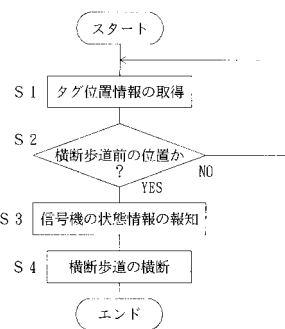 スタート
S 1 タグ位置情報の取得
S 2
横断歩道前の位置か
?
NO
YES
S 3 信号機の状態情報の報知
S 4 横断歩道の横断
エンド